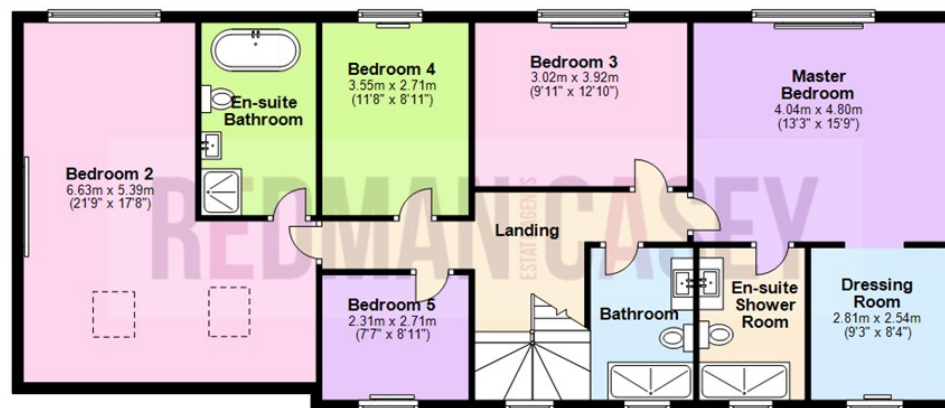 Bedroom 2
6.63m x 5.39m
(21'9" x 17'8")
En-suite
Bathroom
Bedroom 4
3.55m x 2.71m
(11'8" x 8'11")
Bedroom 3
3.02m x 3.92m
(9'11" x 12'10")
Master
Bedroom
4.04m x 4.80m
(13'3" x 15'9")
Landing
Bedroom 5
2.31m x 2.71m
(7'7" x 8'11")
Bathroom
En-suite
Shower
Room
Dressing
Room
2.81m x 2.54m
(9'3" x 8'4")
REDMAN
ESTATE AGENTS
CASEY